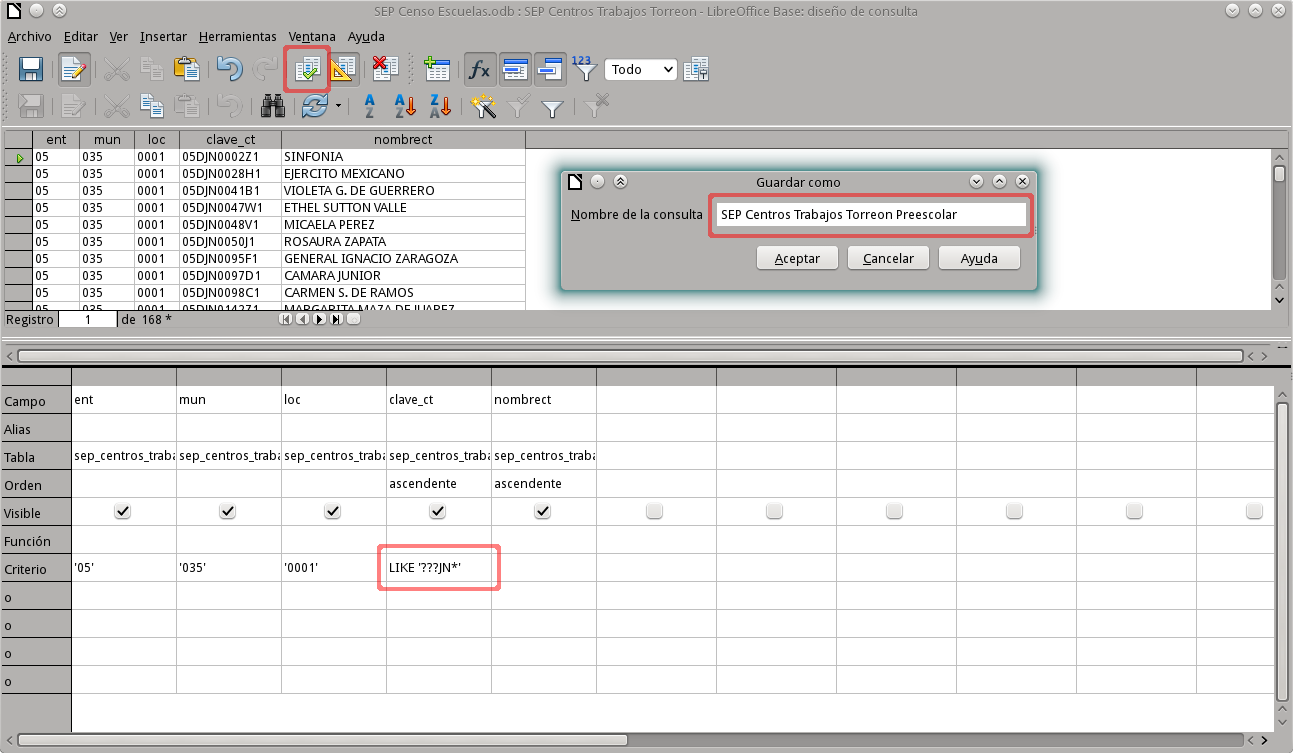 SEP Censo Escuelas.odb : SEP Centros Trabajos Torreon - LibreOffice Base: diseño de consulta
Archivo Editar Ver Insertar Herramientas Ventana Ayuda
fx 123 Todo
A Z A Z Z A
ent mun loc clave_ct nombrect
05 035 0001 05DJN0002Z1 SINFONIA
05 035 0001 05DJN0028H1 EJERCITO MEXICANO
05 035 0001 05DJN0041B1 VIOLETA G. DE GUERRERO
05 035 0001 05DJN0047W1 ETHEL SUTTON VALLE
05 035 0001 05DJN0048V1 MICAELA PEREZ
05 035 0001 05DJN0050J1 ROSAURA ZAPATA
05 035 0001 05DJN0095F1 GENERAL IGNACIO ZARAGOZA
05 035 0001 05DJN0097D1 CAMARA JUNIOR
05 035 0001 05DJN0098C1 CARMEN S. DE RAMOS
05 035 0001 05DJN0142Z1 MARGARITA MAZA DE JUAREZ
Registro 1 de 168 *
Guardar como
Nombre de la consulta SEP Centros Trabajos Torreon Preescolar
Aceptar Cancelar Ayuda
Campo ent mun loc clave_ct nombrect
Alias
Tabla sep_centros_traba sep_centros_traba sep_centros_traba sep_centros_traba sep_centros_traba
Orden ascendente ascendente
Visible
Función
Criterio '05' '035' '0001' LIKE '???JN*'
o
o
o
o